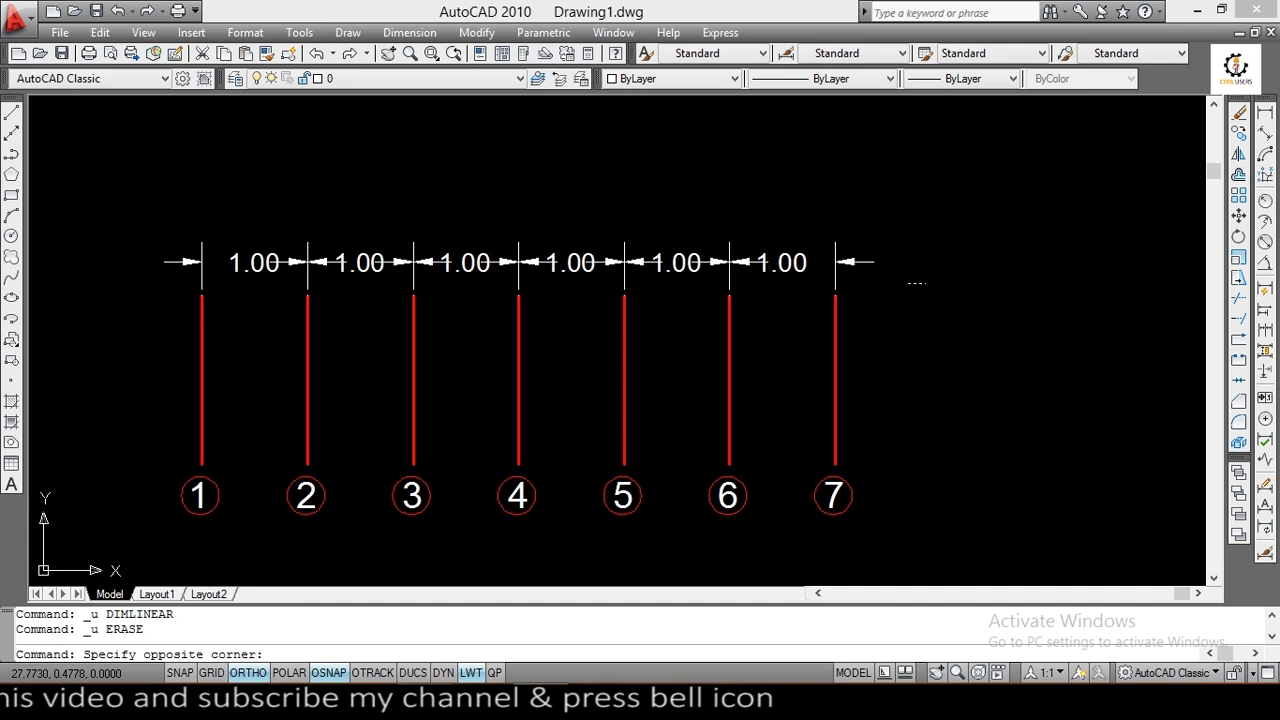 AutoCAD 2010 Drawing1.dwg
Type a keyword or phrase
File Edit View Insert Format Tools Draw Dimension Modify Parametric Window Help Express
Standard Standard Standard Standard
AutoCAD Classic 0 ByLayer ByLayer ByLayer ByColor
CIVIL USERS
1.00 1.00 1.00 1.00 1.00 1.00
1 2 3 4 5 6 7
Y
X
Model Layout1 Layout2
Command: _u DIMLINEAR
Command: _u ERASE
Command: Specify opposite corner:
Activate Windows
Go to PC settings to activate Windows.
27.7730, 0.4778, 0.0000 SNAP GRID ORTHO POLAR OSNAP OTRACK DUCS DYN LWT QP MODEL 1:1 AutoCAD Classic
his video and subscribe my channel & press bell icon